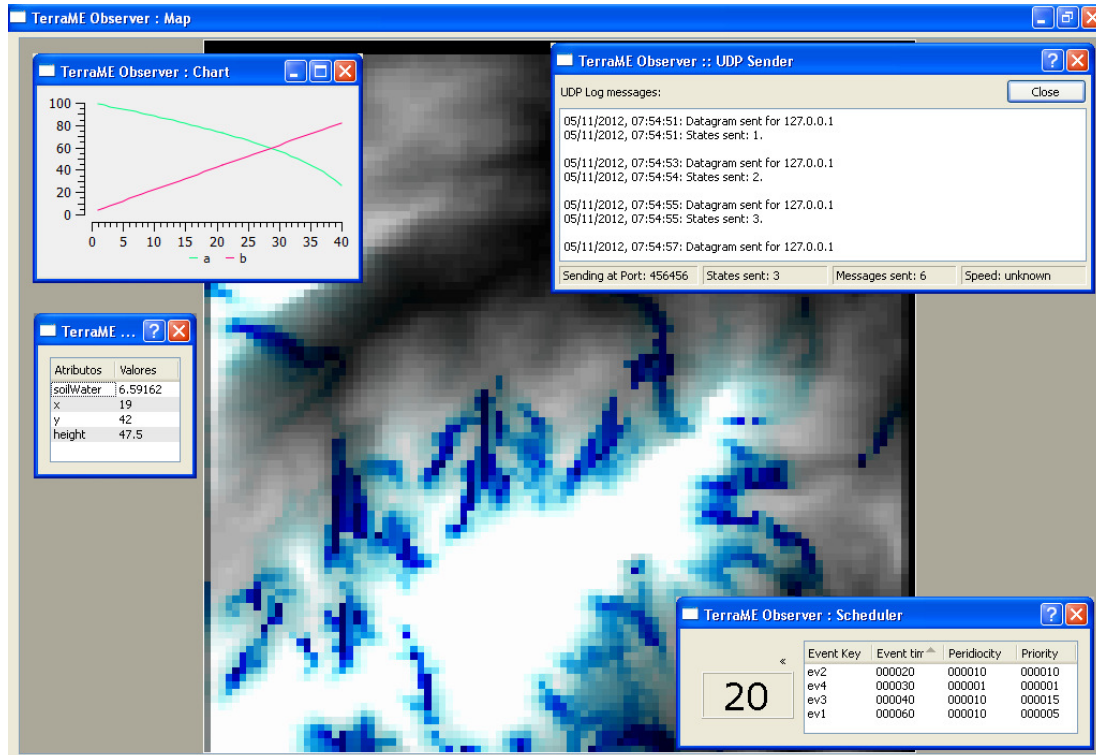 TerraME Observer : Map
TerraME Observer : Chart
100
80
60
40
20
0
0 5 10 15 20 25 30 35 40
a b
TerraME Observer :: UDP Sender
UDP Log messages:
Close
05/11/2012, 07:54:51: Datagram sent for 127.0.0.1
05/11/2012, 07:54:51: States sent: 1.
05/11/2012, 07:54:53: Datagram sent for 127.0.0.1
05/11/2012, 07:54:54: States sent: 2.
05/11/2012, 07:54:55: Datagram sent for 127.0.0.1
05/11/2012, 07:54:55: States sent: 3.
05/11/2012, 07:54:57: Datagram sent for 127.0.0.1
Sending at Port: 456456 States sent: 3 Messages sent: 6 Speed: unknown
TerraME ...
Atributos Valores
soilWater 6.59162
x 19
y 42
height 47.5
TerraME Observer : Scheduler
«
20
Event Key Event tirr Peridiocity Priority
ev2 000020 000010 000010
ev4 000030 000001 000001
ev3 000040 000010 000015
ev1 000060 000010 000005